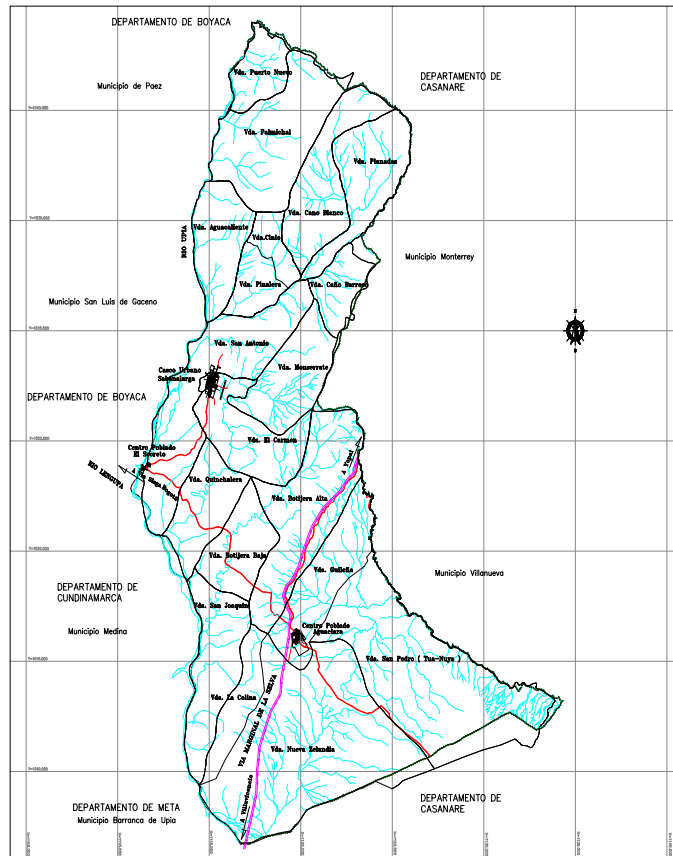 DEPARTAMENTO DE BOYACA
Vda. Puerto Nuevo
DEPARTAMENTO DE
CASANARE
Municipio de Paez
Vda. Palmichal
Vda. Planadas
Vda. Cano Blanco
Vda. Aguacaliente
Vda.Cinio
RIO UPIA
Municipio Monterrey
Vda. Pinalera
Vda. Caño Barroso
Municipio San Luis de Gaceno
Vda. San Antonio
Casco Urbano
Sabanalarga
Vda. Monserrate
DEPARTAMENTO DE BOYACA
Vda. El Carmen
Centro Poblado
El Secreto
A Yopal
RIO LENGUPA
Vda. Quinchalera
Vda. Botijera Alta
Vda. Botijera Baja
Vda. Guileña
Municipio Villanueva
DEPARTAMENTO DE
CUNDINAMARCA
Vda. San Joaquin
Centro Poblado
Aguaclara
Municipio Medina
Vda. San Pedro ( Tua-Nuya )
Vda. La Colina
VIA MARGINAL DE LA SELVA
Vda. Nueva Zelandia
A Villavicencio
DEPARTAMENTO DE META
Municipio Barranca de Upia
DEPARTAMENTO DE
CASANARE